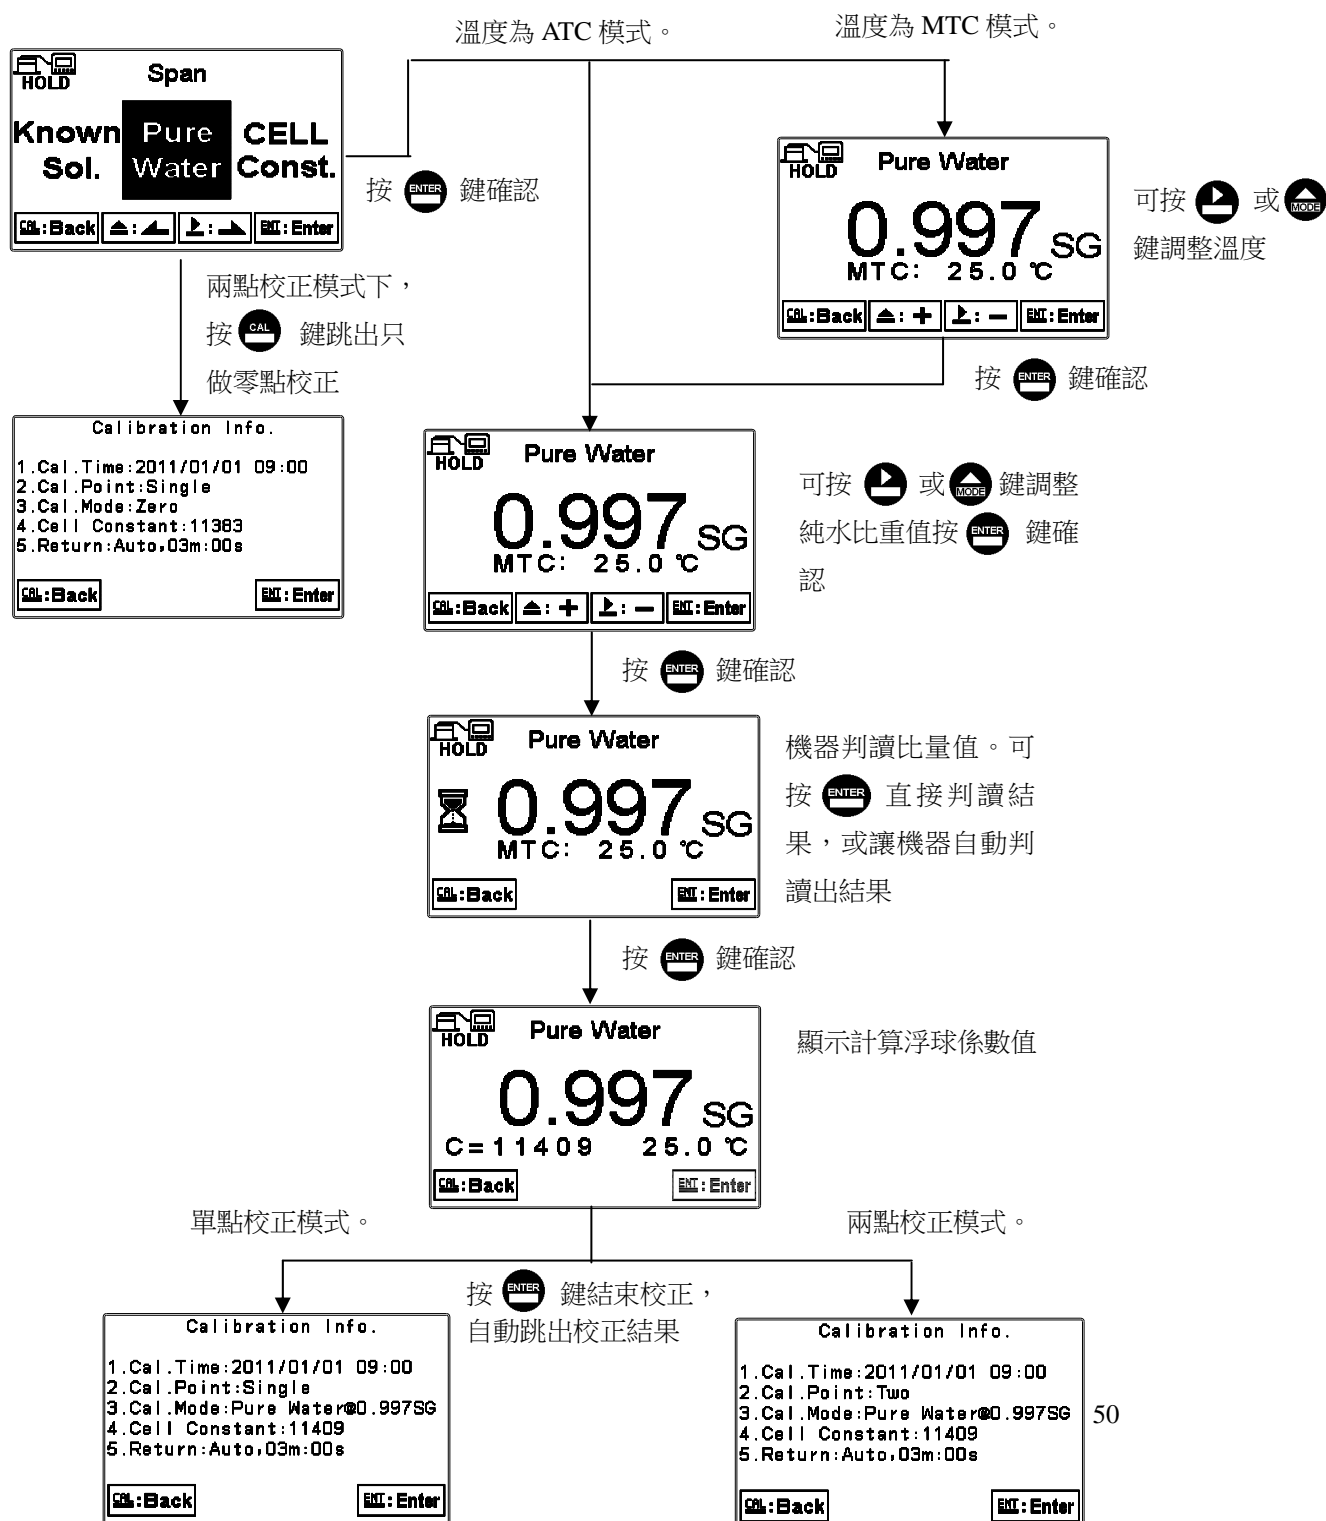 溫度為 ATC 模式。
溫度為 MTC 模式。
HOLD
Span
Known Sol.
Pure Water
CELL Const.
CAL:Back
ENT:Enter
按 ENTER 鍵確認
HOLD
Pure Water
0.997 SG
MTC: 25.0 ℃
CAL:Back
+
-
ENT:Enter
可按 或 MODE
鍵調整溫度
兩點校正模式下，
按 CAL 鍵跳出只
做零點校正
按 ENTER 鍵確認
Calibration Info.
1.Cal.Time:2011/01/01 09:00
2.Cal.Point:Single
3.Cal.Mode:Zero
4.Cell Constant:11383
5.Return:Auto,03m:00s
CAL:Back
ENT:Enter
HOLD
Pure Water
0.997 SG
MTC: 25.0 ℃
CAL:Back
+
-
ENT:Enter
可按 或 MODE 鍵調整
純水比重值按 ENTER 鍵確
認
按 ENTER 鍵確認
HOLD
Pure Water
0.997 SG
MTC: 25.0 ℃
CAL:Back
ENT:Enter
機器判讀比量值。可
按 ENTER 直接判讀結
果，或讓機器自動判
讀出結果
按 ENTER 鍵確認
HOLD
Pure Water
0.997 SG
C=11409 25.0 ℃
CAL:Back
ENT:Enter
顯示計算浮球係數值
單點校正模式。
兩點校正模式。
按 ENTER 鍵結束校正，
自動跳出校正結果
Calibration Info.
1.Cal.Time:2011/01/01 09:00
2.Cal.Point:Single
3.Cal.Mode:Pure Water@0.997SG
4.Cell Constant:11409
5.Return:Auto,03m:00s
CAL:Back
ENT:Enter
Calibration Info.
1.Cal.Time:2011/01/01 09:00
2.Cal.Point:Two
3.Cal.Mode:Pure Water@0.997SG
4.Cell Constant:11409
5.Return:Auto,03m:00s
CAL:Back
ENT:Enter
50